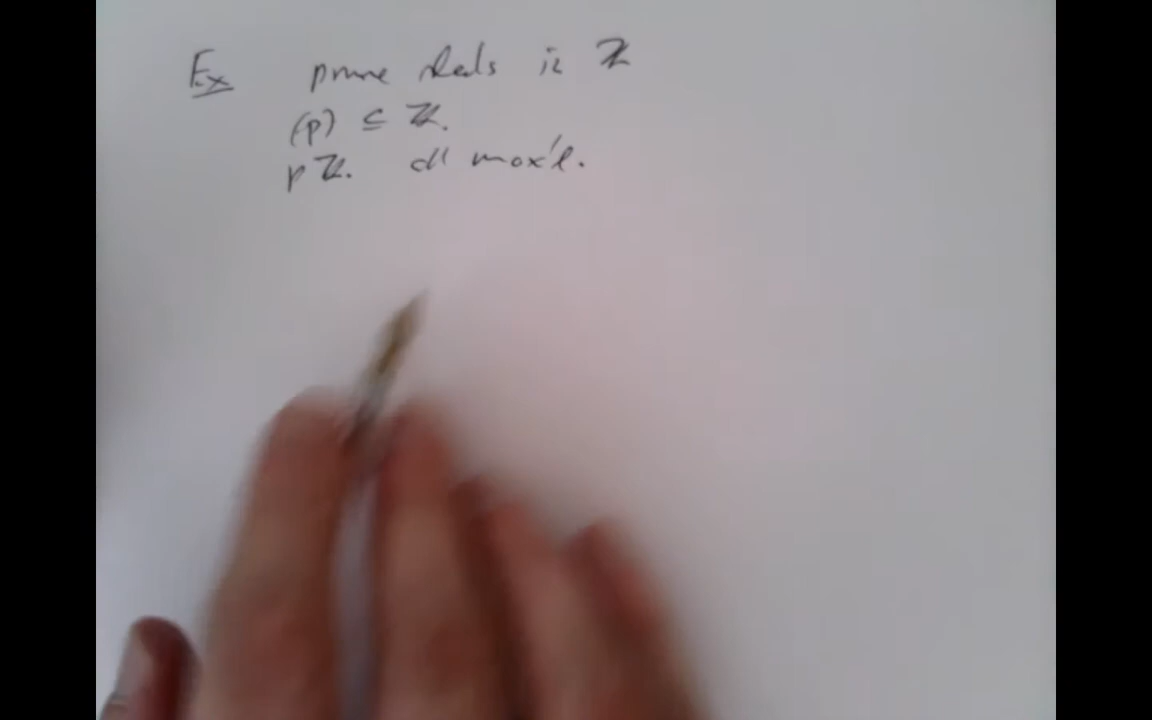 Ex prime ideals in ℤ
(p) ⊆ ℤ.
pℤ. all max'l.